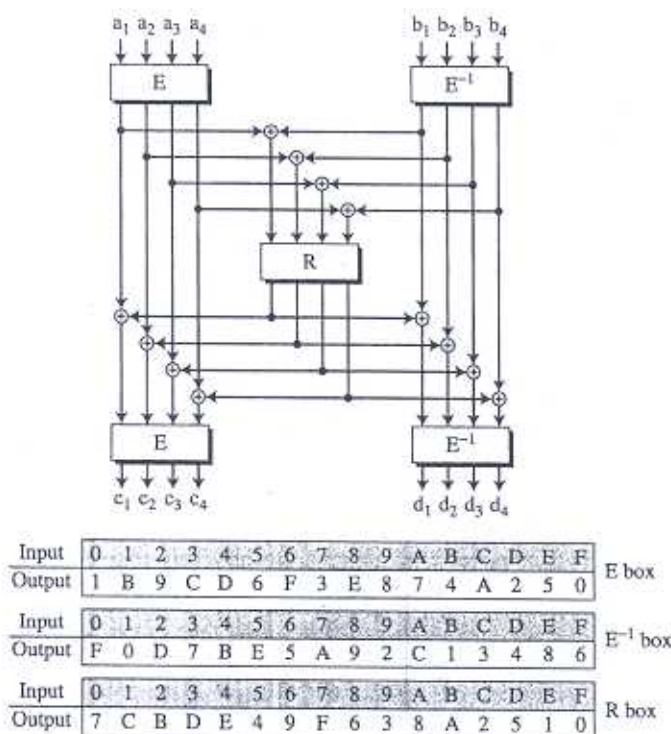 a₁ a₂ a₃ a₄ b₁ b₂ b₃ b₄
E E⁻¹
R
E E⁻¹
c₁ c₂ c₃ c₄ d₁ d₂ d₃ d₄
Input 0 1 2 3 4 5 6 7 8 9 A B C D E F
Output 1 B 9 C D 6 F 3 E 8 7 4 A 2 5 0 E box
Input 0 1 2 3 4 5 6 7 8 9 A B C D E F
Output F 0 D 7 B E 5 A 9 2 C 1 3 4 8 6 E⁻¹ box
Input 0 1 2 3 4 5 6 7 8 9 A B C D E F
Output 7 C B D E 4 9 F 6 3 8 A 2 5 1 0 R box